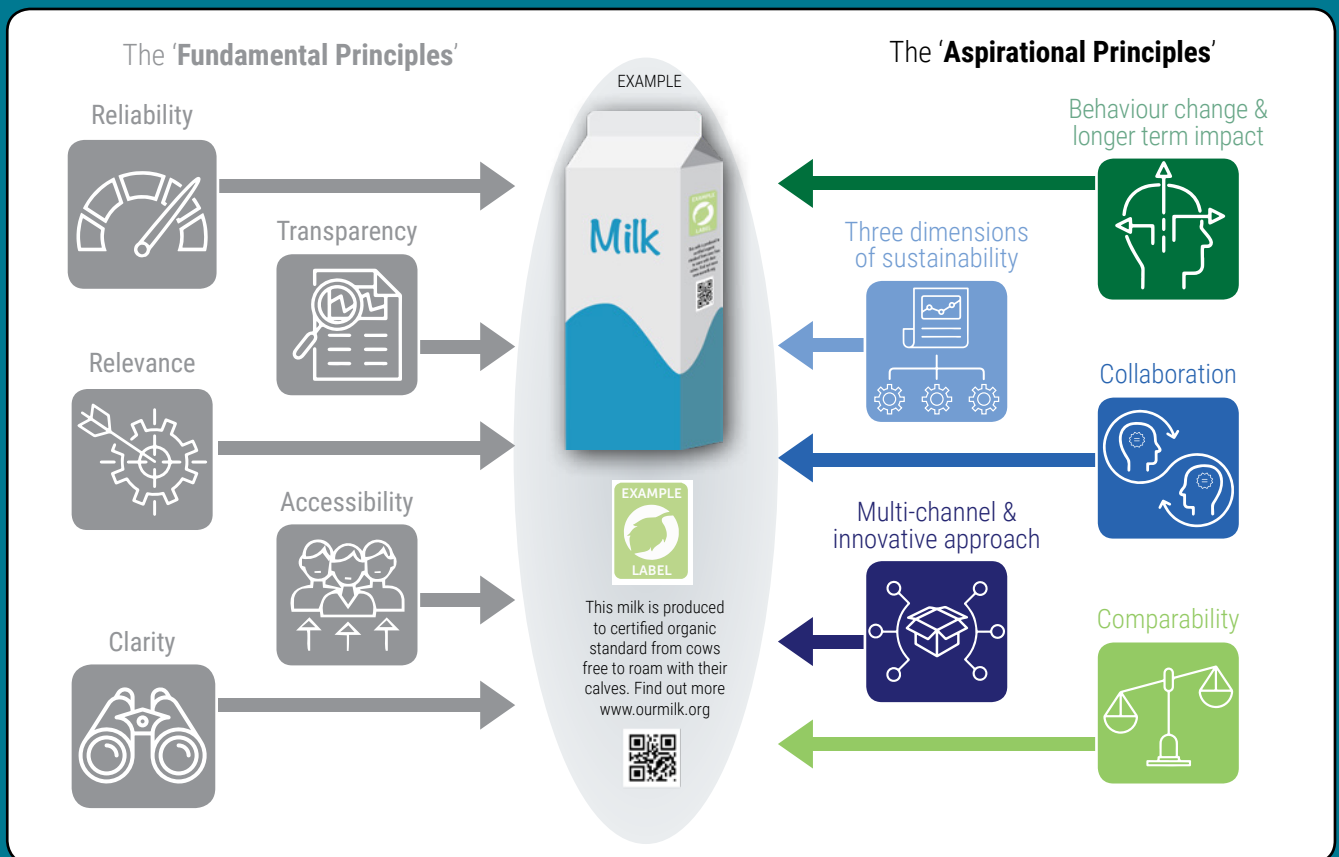 The 'Fundamental Principles'
Reliability
Transparency
Relevance
Accessibility
Clarity
EXAMPLE
Milk
EXAMPLE
LABEL
EXAMPLE
LABEL
This milk is produced
to certified organic
standard from cows
free to roam with their
calves. Find out more
www.ourmilk.org
The 'Aspirational Principles'
Behaviour change &
longer term impact
Three dimensions
of sustainability
Collaboration
Multi-channel &
innovative approach
Comparability